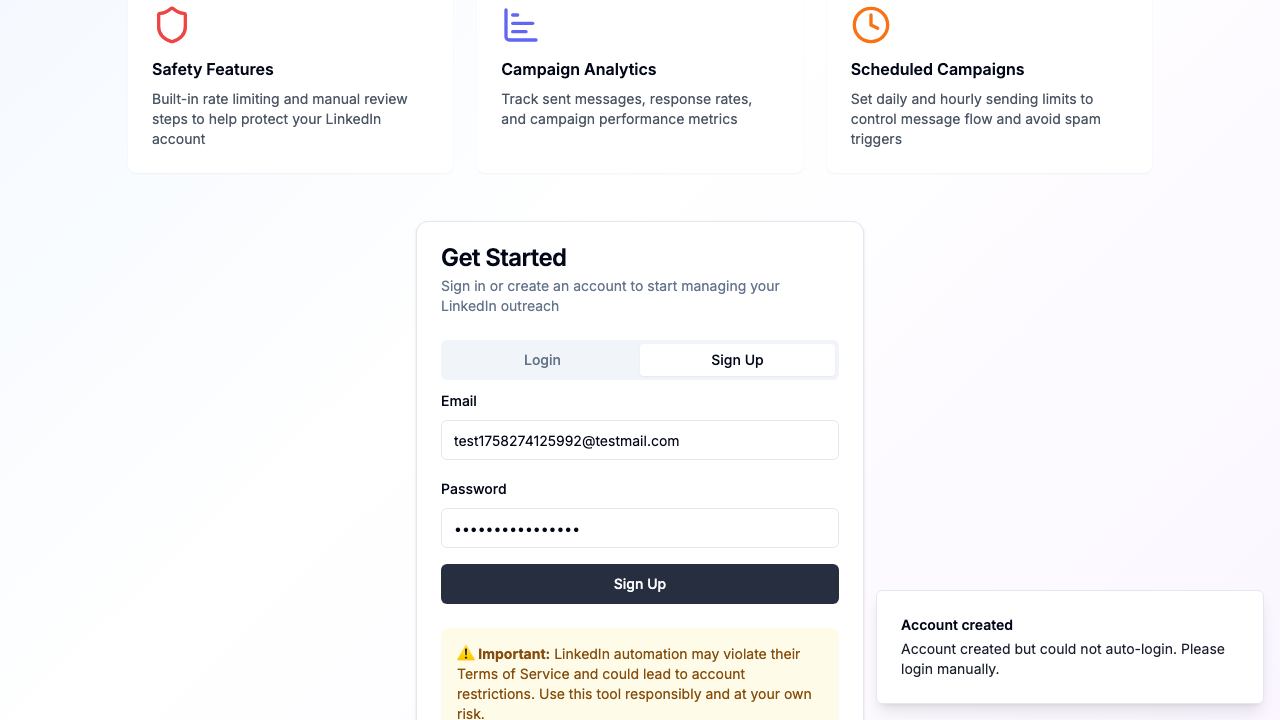 Safety Features
Built-in rate limiting and manual review
steps to help protect your LinkedIn
account
Campaign Analytics
Track sent messages, response rates,
and campaign performance metrics
Scheduled Campaigns
Set daily and hourly sending limits to
control message flow and avoid spam
triggers
Get Started
Sign in or create an account to start managing your
LinkedIn outreach
Login
Sign Up
Email
test1758274125992@testmail.com
Password
••••••••••••••••
Sign Up
⚠️ Important: LinkedIn automation may violate their
Terms of Service and could lead to account
restrictions. Use this tool responsibly and at your own
risk.
Account created
Account created but could not auto-login. Please
login manually.